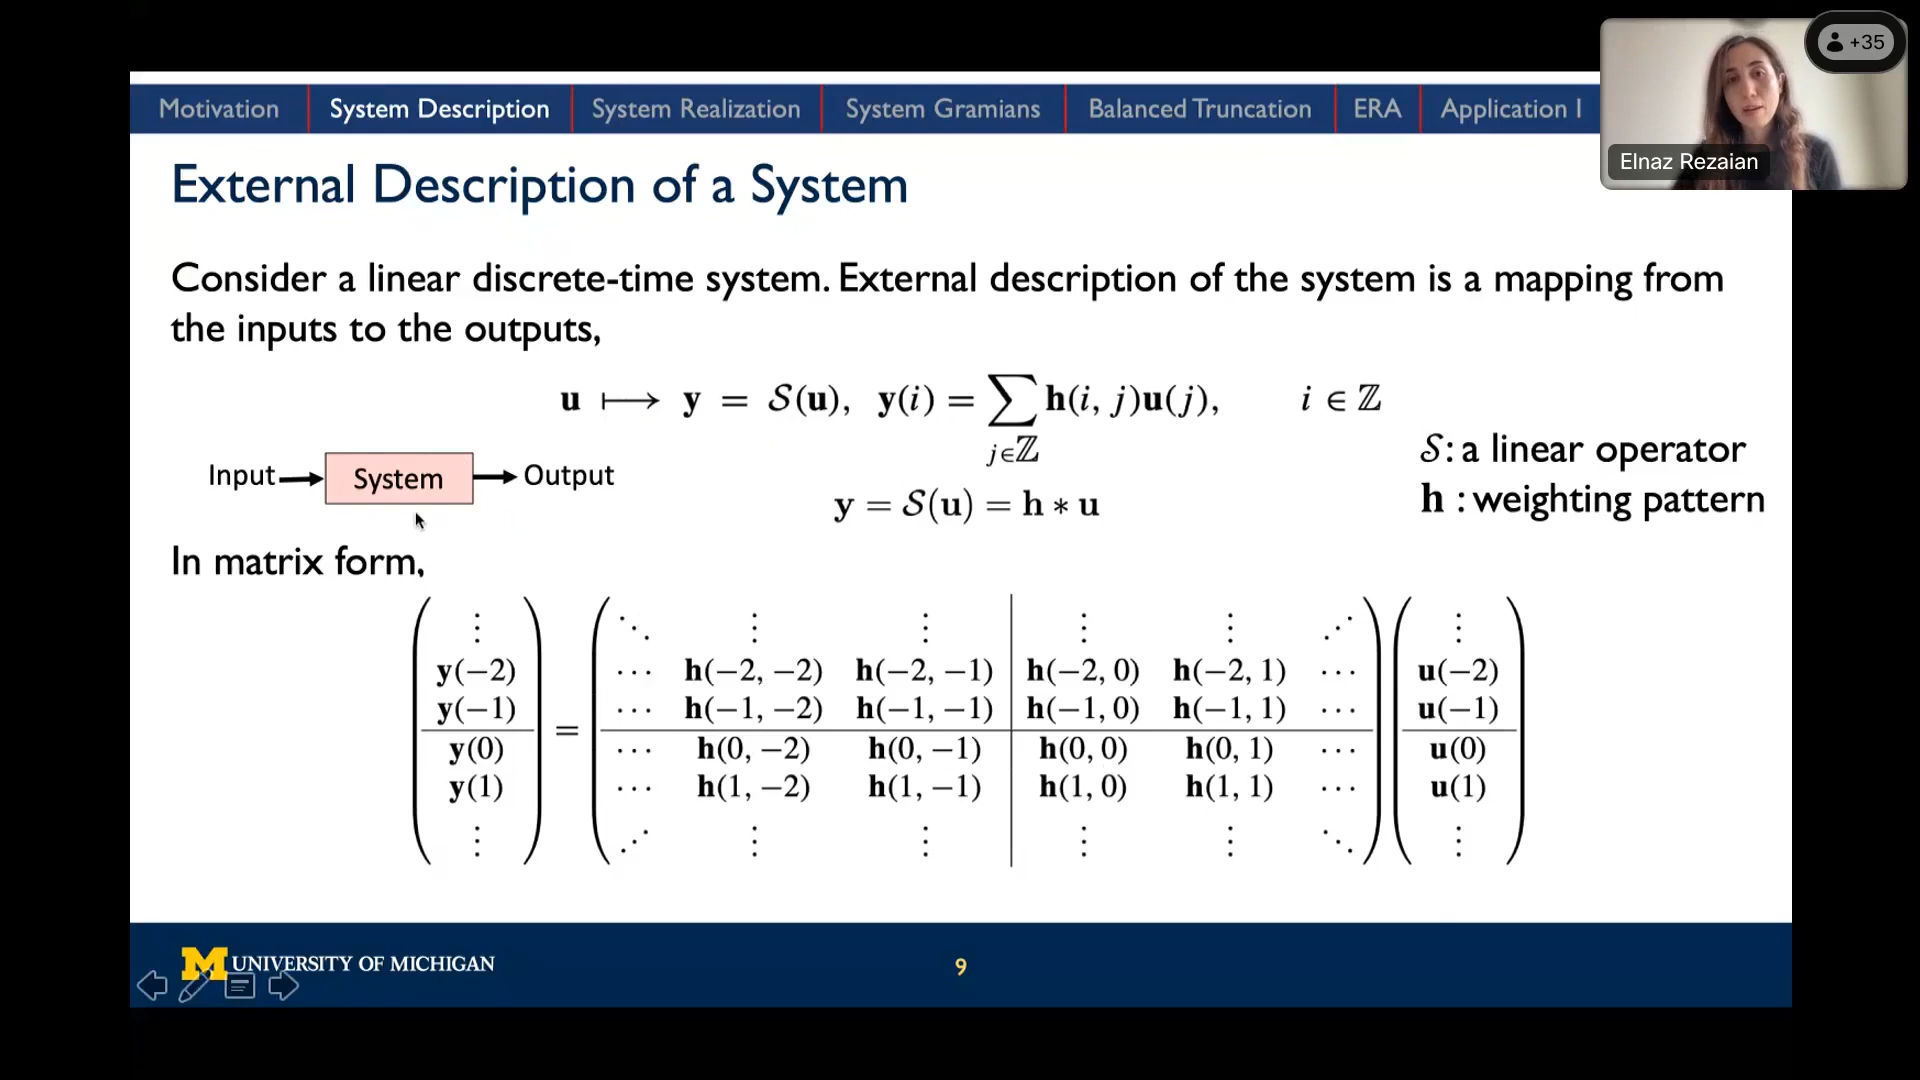 +35
Elnaz Rezaian
Motivation System Description System Realization System Gramians Balanced Truncation ERA Application I
External Description of a System
Consider a linear discrete-time system. External description of the system is a mapping from
the inputs to the outputs,
u ⟼ y = 𝒮(u), y(i) = ∑_{j∈ℤ} h(i, j)u(j), i ∈ ℤ
𝒮: a linear operator
Input System Output
y = 𝒮(u) = h ∗ u
h : weighting pattern
In matrix form,
⋮ ⋱ ⋮ ⋮ ⋮ ⋮ ⋰ ⋮
y(−2) ⋯ h(−2, −2) h(−2, −1) h(−2, 0) h(−2, 1) ⋯ u(−2)
y(−1) ⋯ h(−1, −2) h(−1, −1) h(−1, 0) h(−1, 1) ⋯ u(−1)
=
y(0) ⋯ h(0, −2) h(0, −1) h(0, 0) h(0, 1) ⋯ u(0)
y(1) ⋯ h(1, −2) h(1, −1) h(1, 0) h(1, 1) ⋯ u(1)
⋮ ⋰ ⋮ ⋮ ⋮ ⋮ ⋱ ⋮
M UNIVERSITY OF MICHIGAN
9